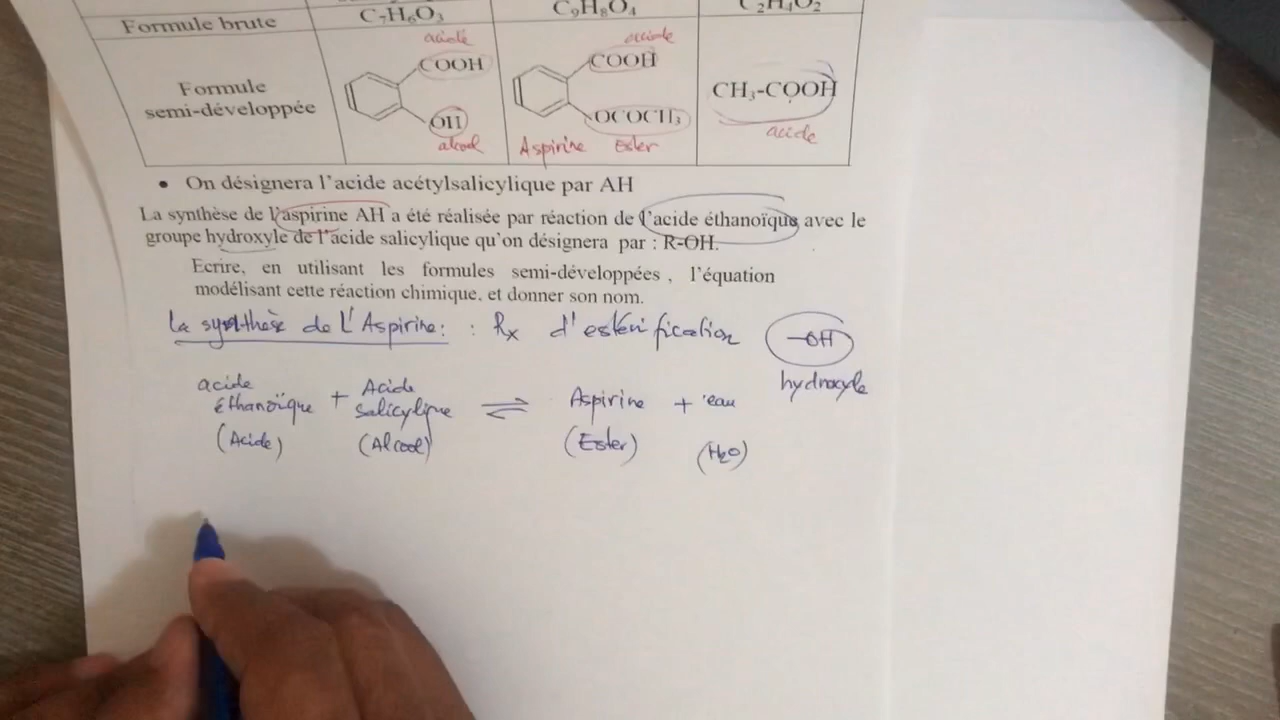 Formule brute C₇H₆O₃ C₉H₈O₄ C₂H₄O₂
acide acide
Formule semi-développée
COOH COOH CH₃-COOH
OH OCOCH₃ acide
alcool Aspirine Ester
• On désignera l'acide acétylsalicylique par AH
La synthèse de l'aspirine AH a été réalisée par réaction de l'acide éthanoïque avec le
groupe hydroxyle de l'acide salicylique qu'on désignera par : R-OH.
Ecrire, en utilisant les formules semi-développées, l'équation
modélisant cette réaction chimique, et donner son nom.
La synthèse de l'Aspirine : : Rx d'estérification -OH
hydroxyle
acide éthanoïque + Acide salicylique ⇌ Aspirine + eau
(Acide) (Alcool) (Ester) (H₂O)